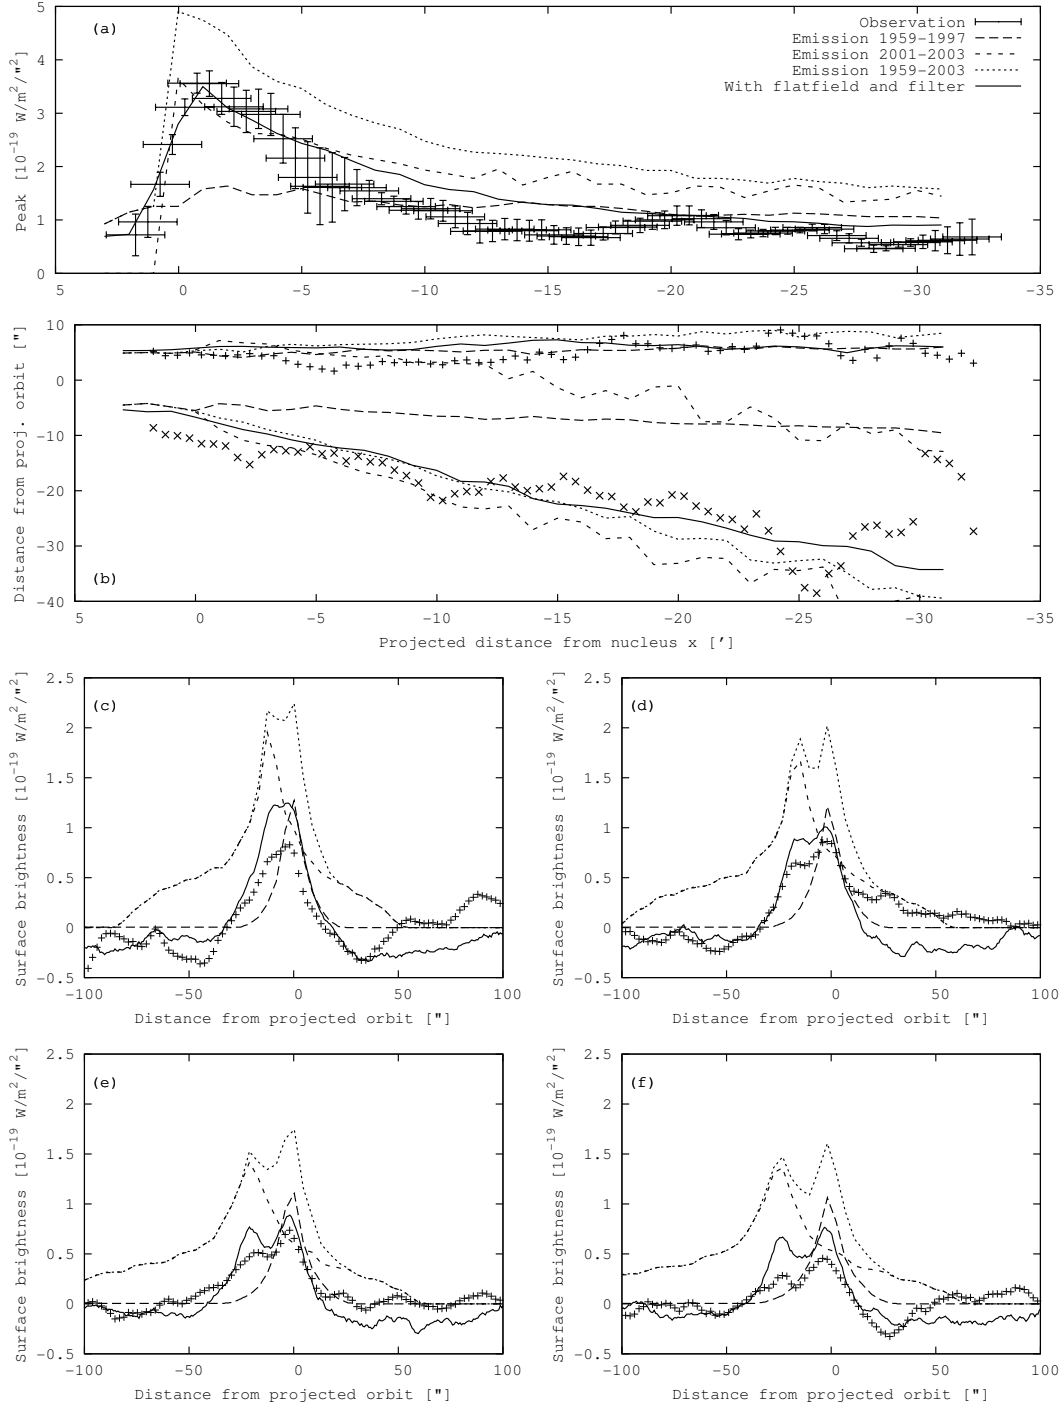 (a)
Observation
Emission 1959-1997
Emission 2001-2003
Emission 1959-2003
With flatfield and filter
Peak [10^-19 W/m^2/"^2]
5
4
3
2
1
0
5 0 -5 -10 -15 -20 -25 -30 -35
(b)
Distance from proj. orbit ["]
10
0
-10
-20
-30
-40
5 0 -5 -10 -15 -20 -25 -30 -35
Projected distance from nucleus x [′]
(c)
Surface brightness [10^-19 W/m^2/"^2]
2.5
2
1.5
1
0.5
0
-0.5
-100 -50 0 50 100
Distance from projected orbit ["]
(d)
Surface brightness [10^-19 W/m^2/"^2]
2.5
2
1.5
1
0.5
0
-0.5
-100 -50 0 50 100
Distance from projected orbit ["]
(e)
Surface brightness [10^-19 W/m^2/"^2]
2.5
2
1.5
1
0.5
0
-0.5
-100 -50 0 50 100
Distance from projected orbit ["]
(f)
Surface brightness [10^-19 W/m^2/"^2]
2.5
2
1.5
1
0.5
0
-0.5
-100 -50 0 50 100
Distance from projected orbit ["]